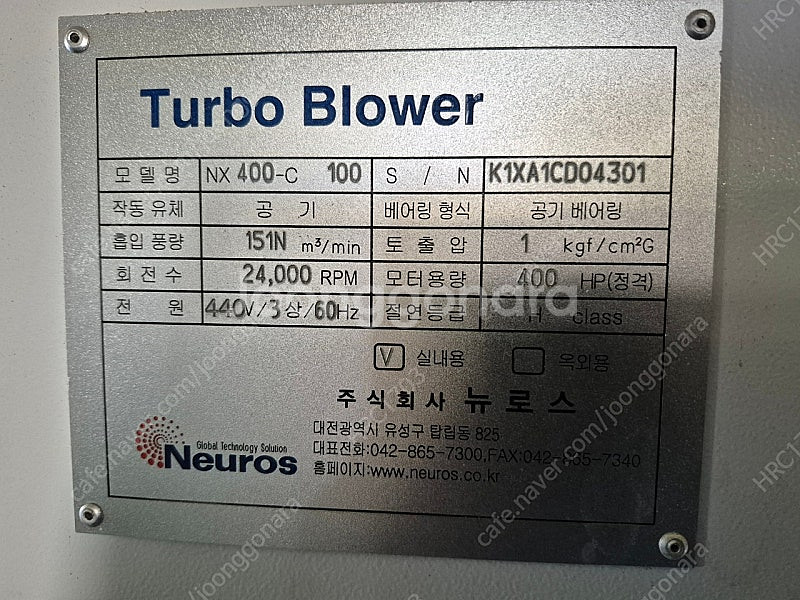 Turbo Blower
모 델 명 NX 400-C 100 S / N K1XA1CD04301
작동 유체 공 기 베어링 형식 공기 베어링
흡입 풍량 151N m³/min 토 출 압 1 kgf/cm²G
회 전 수 24,000 RPM 모터용량 400 HP(정격)
전 원 440V/3상/60Hz 절연등급 H class
V 실내용 옥외용
주식회사 뉴로스
대전광역시 유성구 탑립동 825
대표전화:042-865-7300,FAX:042-865-7340
홈페이지:www.neuros.co.kr
Global Technology Solution
Neuros
joonggonara
cafe.naver.com/joonggonara